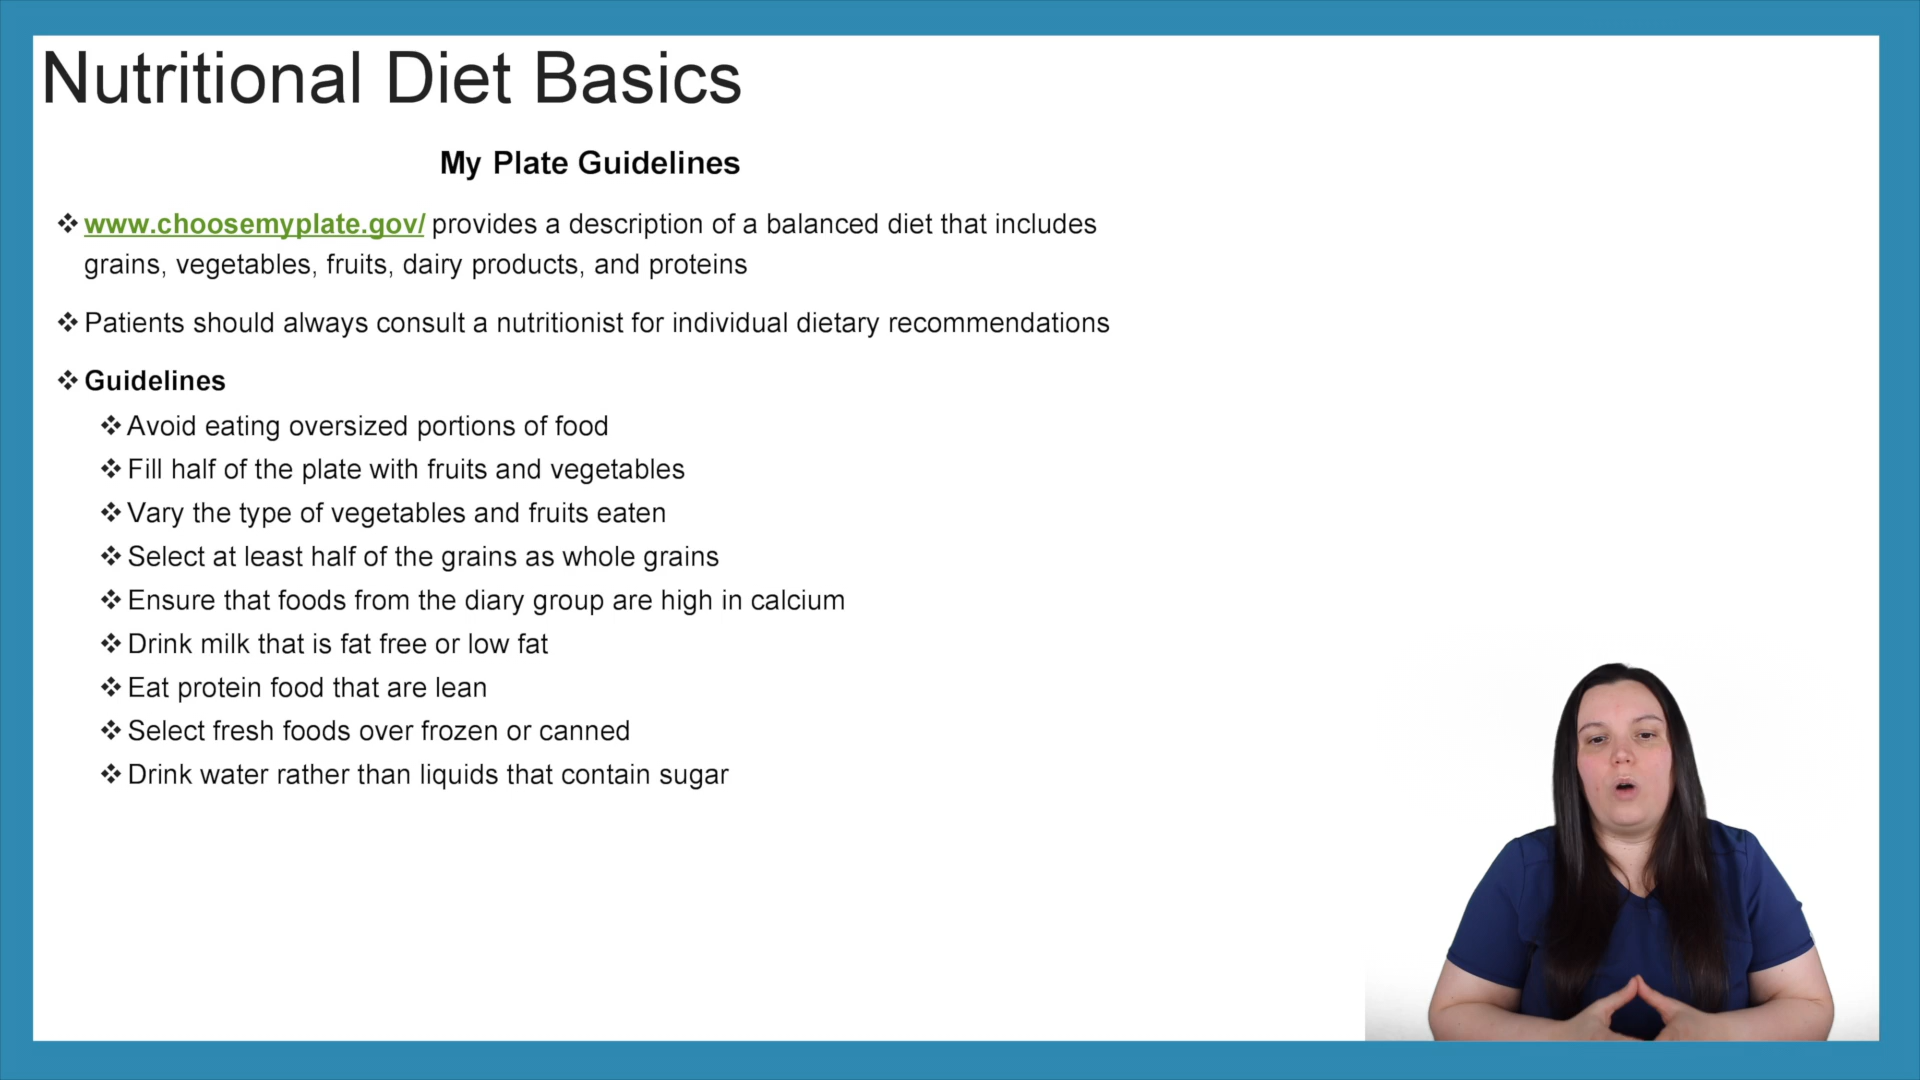 Nutritional Diet Basics
My Plate Guidelines
❖ www.choosemyplate.gov/ provides a description of a balanced diet that includes
grains, vegetables, fruits, dairy products, and proteins
❖ Patients should always consult a nutritionist for individual dietary recommendations
❖ Guidelines
❖ Avoid eating oversized portions of food
❖ Fill half of the plate with fruits and vegetables
❖ Vary the type of vegetables and fruits eaten
❖ Select at least half of the grains as whole grains
❖ Ensure that foods from the diary group are high in calcium
❖ Drink milk that is fat free or low fat
❖ Eat protein food that are lean
❖ Select fresh foods over frozen or canned
❖ Drink water rather than liquids that contain sugar